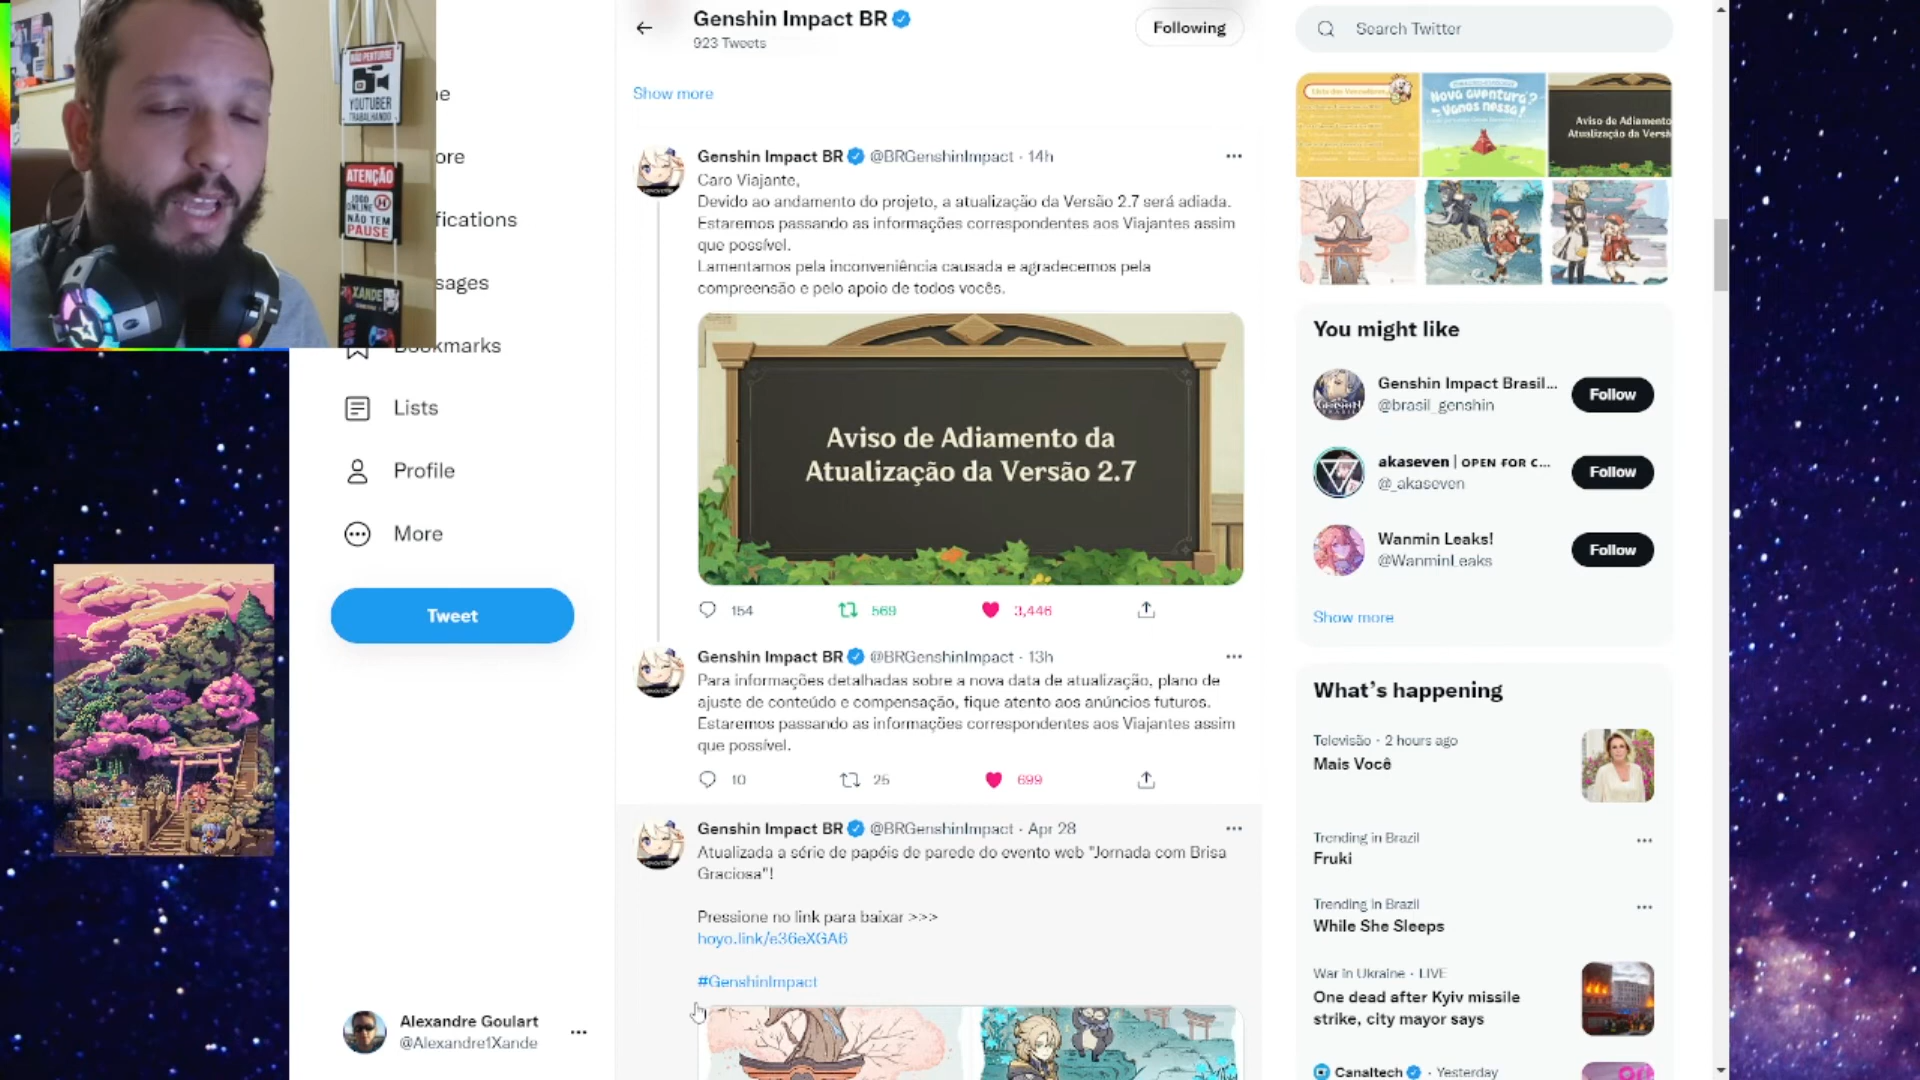 NÃO PERTURBE
YOUTUBER
TRABALHANDO
ATENÇÃO
JOGO
ONLINE
NÃO TEM
PAUSE
XANDE
ne
ore
fications
sages
Bookmarks
Lists
Profile
More
Tweet
Alexandre Goulart
@Alexandre1Xande
Genshin Impact BR
923 Tweets
Following
Show more
Genshin Impact BR @BRGenshinImpact · 14h
Caro Viajante,
Devido ao andamento do projeto, a atualização da Versão 2.7 será adiada.
Estaremos passando as informações correspondentes aos Viajantes assim
que possível.
Lamentamos pela inconveniência causada e agradecemos pela
compreensão e pelo apoio de todos vocês.
Aviso de Adiamento da
Atualização da Versão 2.7
154 569 3,446
Genshin Impact BR @BRGenshinImpact · 13h
Para informações detalhadas sobre a nova data de atualização, plano de
ajuste de conteúdo e compensação, fique atento aos anúncios futuros.
Estaremos passando as informações correspondentes aos Viajantes assim
que possível.
10 25 699
Genshin Impact BR @BRGenshinImpact · Apr 28
Atualizada a série de papéis de parede do evento web "Jornada com Brisa
Graciosa"!
Pressione no link para baixar >>>
hoyo.link/e36eXGA6
#GenshinImpact
Search Twitter
Nova aventura?
Vamos nessa!
Aviso de Adiamento
Atualização da Versã
You might like
Genshin Impact Brasil...
@brasil_genshin
Follow
akaseven | OPEN FOR C...
@_akaseven
Follow
Wanmin Leaks!
@WanminLeaks
Follow
Show more
What's happening
Televisão · 2 hours ago
Mais Você
Trending in Brazil
Fruki
Trending in Brazil
While She Sleeps
War in Ukraine · LIVE
One dead after Kyiv missile
strike, city mayor says
Canaltech · Yesterday